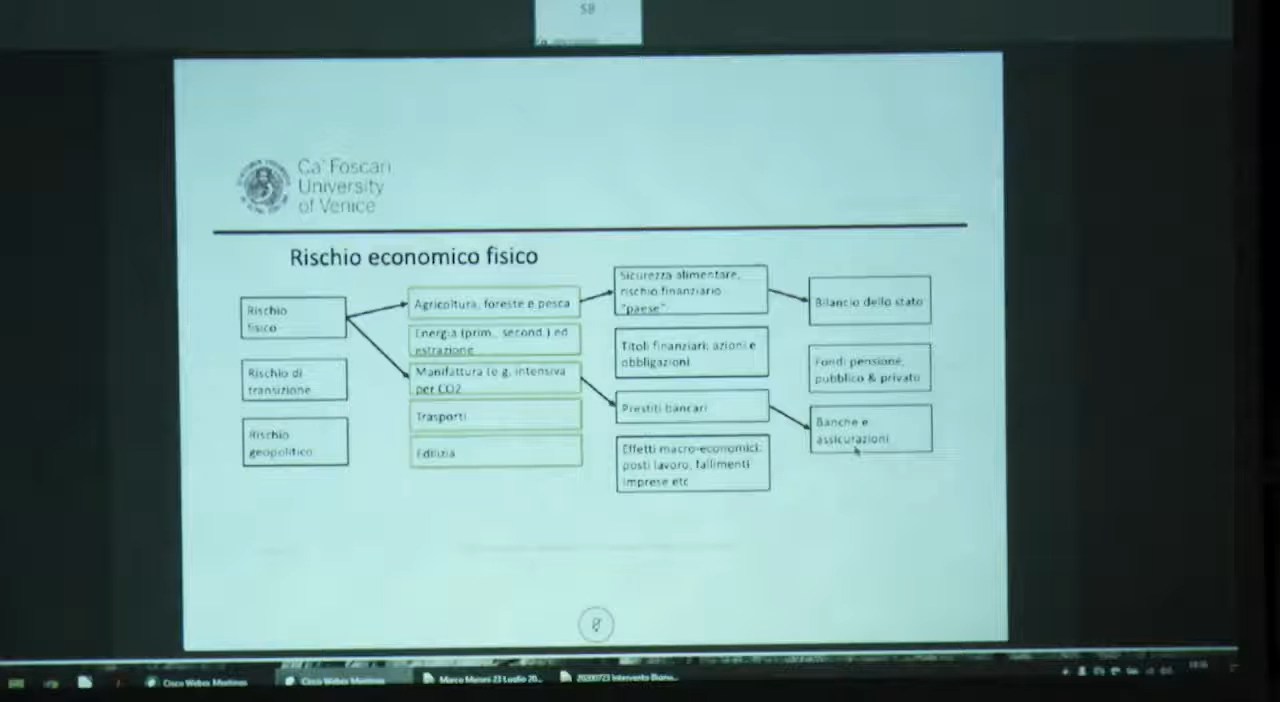 SB
Ca' Foscari
University
of Venice
Rischio economico fisico
Rischio
fisico
Rischio di
transizione
Rischio
geopolitico
Agricoltura, foreste e pesca
Energia (prim., second.) ed
estrazione
Manifattura (e.g. intensiva
per CO2
Trasporti
Edilizia
Sicurezza alimentare,
rischio finanziario
"paese"
Titoli finanziari: azioni e
obbligazioni
Prestiti bancari
Effetti macro-economici:
posti lavoro, fallimenti
imprese etc
Bilancio dello stato
Fondi pensione,
pubblico & privato
Banche e
assicurazioni
8
Cisco Webex Meetings
Cisco Webex Meetings
20200723 Intervento